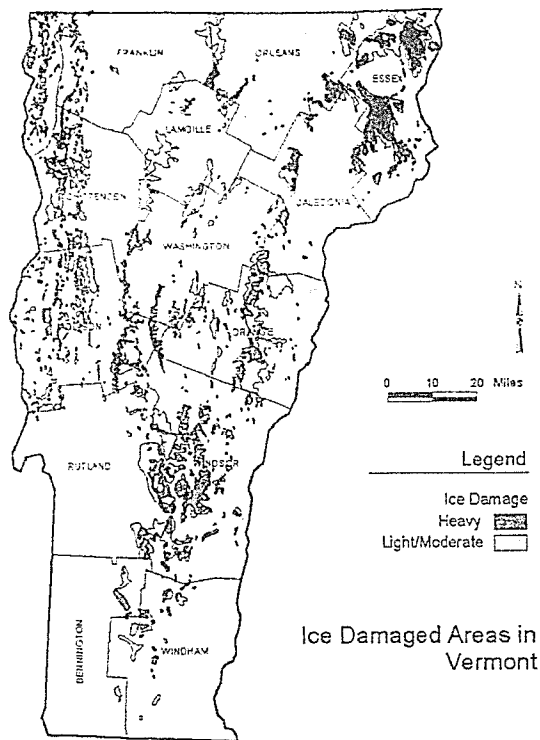 FRANKLIN
ORLEANS
ESSEX
LAMOILLE
CALEDONIA
WASHINGTON
ORANGE
N
0 10 20 Miles
RUTLAND
Legend
Ice Damage
Heavy
Light/Moderate
BENNINGTON
WINDHAM
Ice Damaged Areas in
Vermont